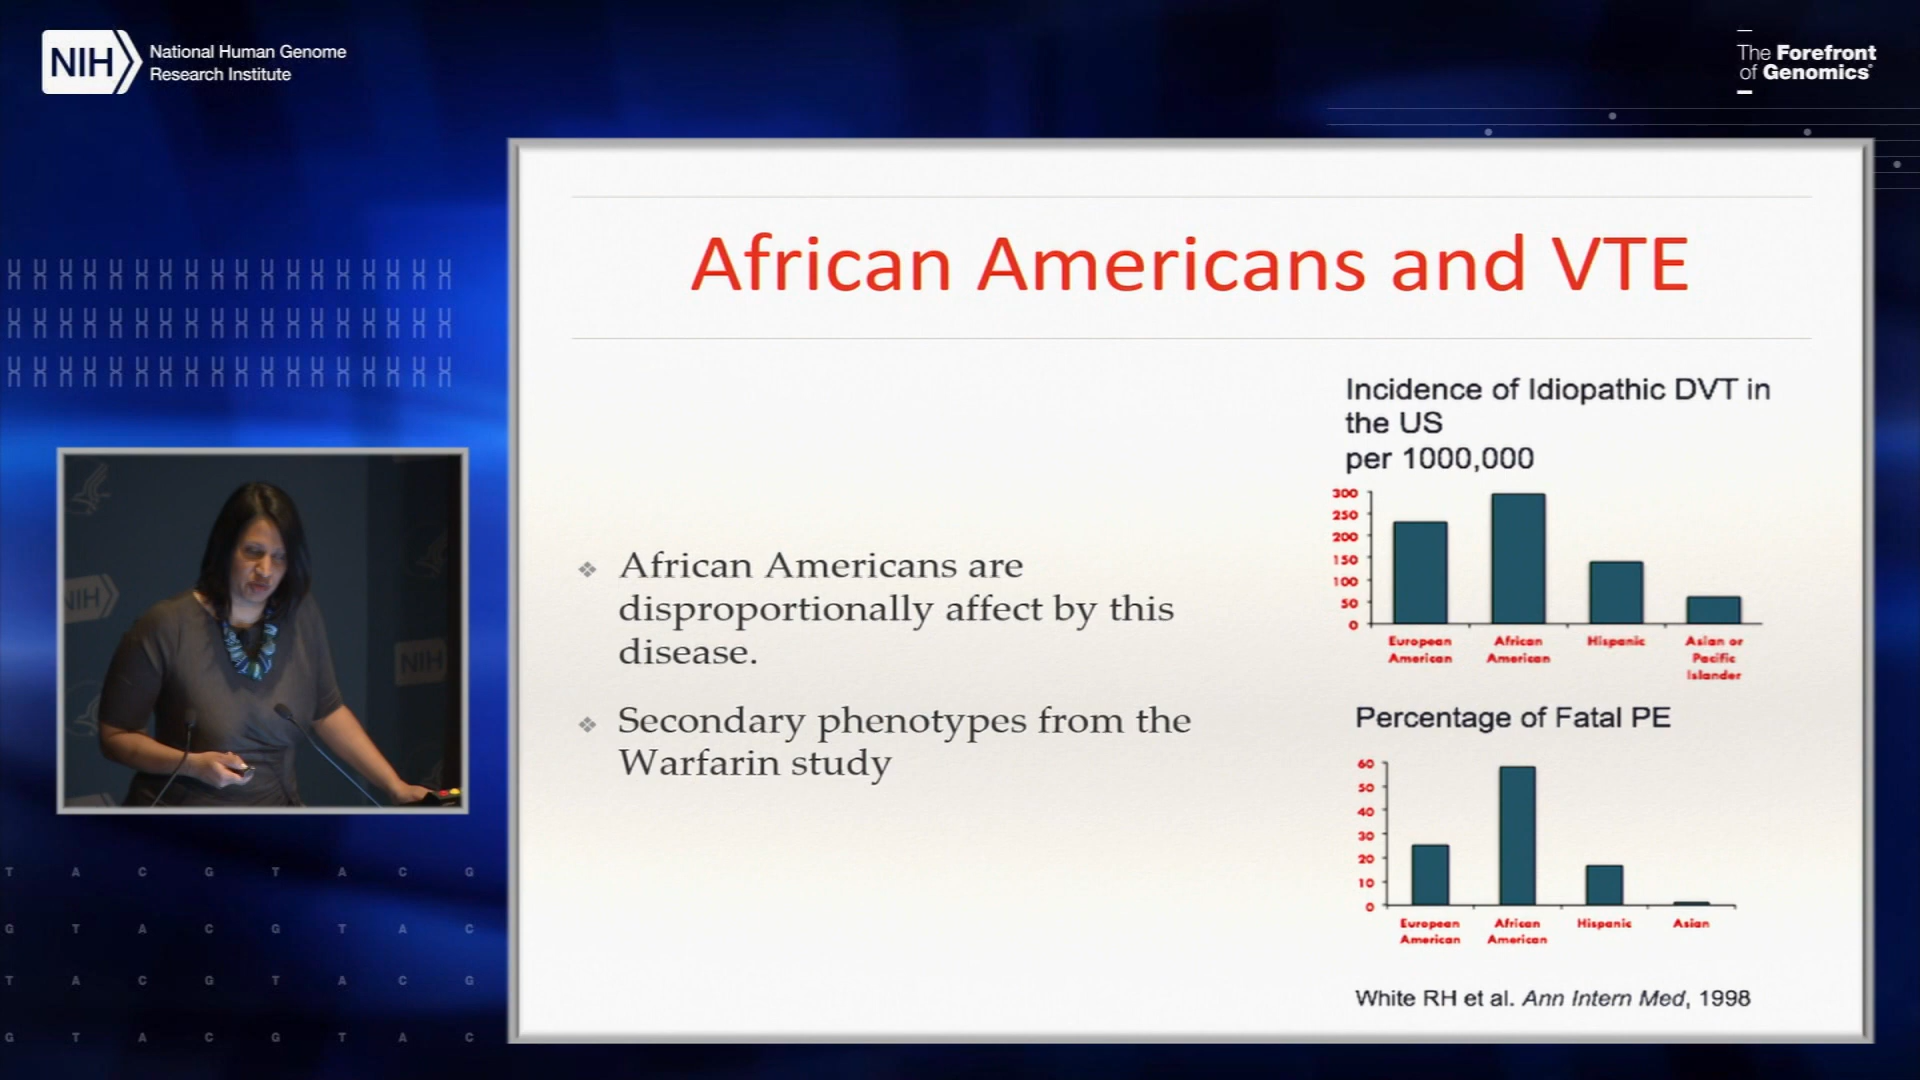 NIH
National Human Genome
Research Institute
The Forefront
of Genomics®
African Americans and VTE
African Americans are
disproportionally affect by this
disease.
Secondary phenotypes from the
Warfarin study
Incidence of Idiopathic DVT in
the US
per 1000,000
300
250
200
150
100
50
0
European
American
African
American
Hispanic
Asian or
Pacific
Islander
Percentage of Fatal PE
60
50
40
30
20
10
0
European
American
African
American
Hispanic
Asian
White RH et al. Ann Intern Med, 1998
NIH
NIH
T A C G T A C G
G T A C G T A C
T A C G T A C G
G T A C G T A C